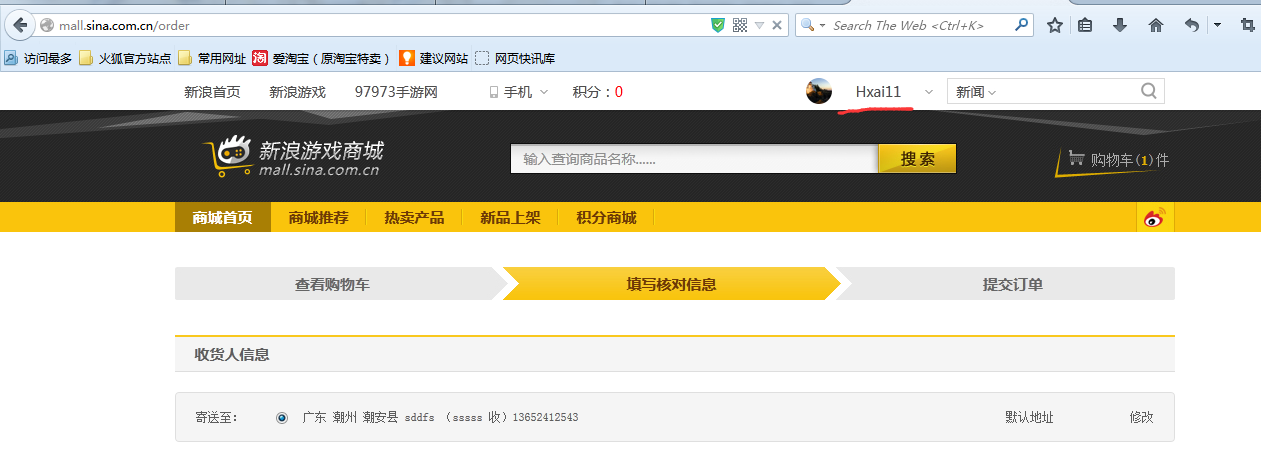 mall.sina.com.cn/order
Search The Web <Ctrl+K>
访问最多 火狐官方站点 常用网址 淘 爱淘宝（原淘宝特卖） 建议网站 网页快讯库
新浪首页 新浪游戏 97973手游网 手机 积分：0 Hxai11 新闻
新浪游戏商城
mall.sina.com.cn
输入查询商品名称......
搜索
购物车(1)件
商城首页 商城推荐 热卖产品 新品上架 积分商城
查看购物车 填写核对信息 提交订单
收货人信息
寄送至： 广东 潮州 潮安县 sddfs （sssss 收）13652412543 默认地址 修改